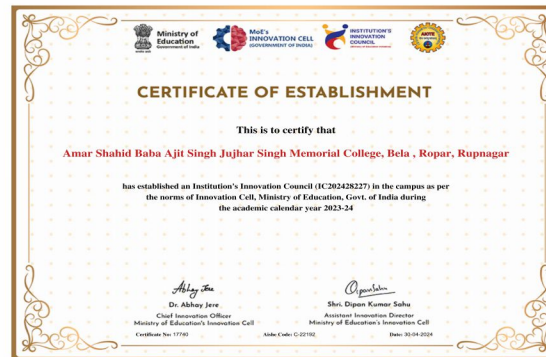 Ministry of
Education
Government of India
MoE's
INNOVATION CELL
(GOVERNMENT OF INDIA)
INSTITUTION'S
INNOVATION
COUNCIL
CERTIFICATE OF ESTABLISHMENT
This is to certify that
Amar Shahid Baba Ajit Singh Jujhar Singh Memorial College, Bela , Ropar, Rupnagar
has established an Institution's Innovation Council (IC202428227) in the campus as per
the norms of Innovation Cell, Ministry of Education, Govt. of India during
the academic calendar year 2023-24
Abhay Jere
Dr. Abhay Jere
Chief Innovation Officer
Ministry of Education's Innovation Cell
Dipan Sahu
Shri. Dipan Kumar Sahu
Assistant Innovation Director
Ministry of Education's Innovation Cell
Certificate No: 17740
Aishe Code: C-22192
Date: 30-04-2024